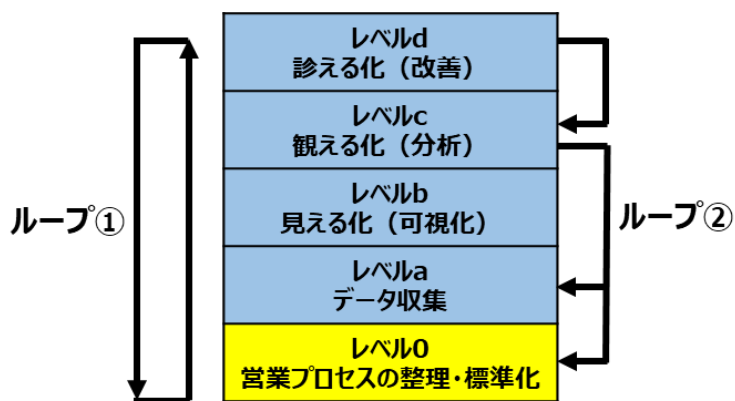 レベルd
診える化（改善）
レベルc
観える化（分析）
レベルb
見える化（可視化）
レベルa
データ収集
レベル0
営業プロセスの整理・標準化
ループ①
ループ②